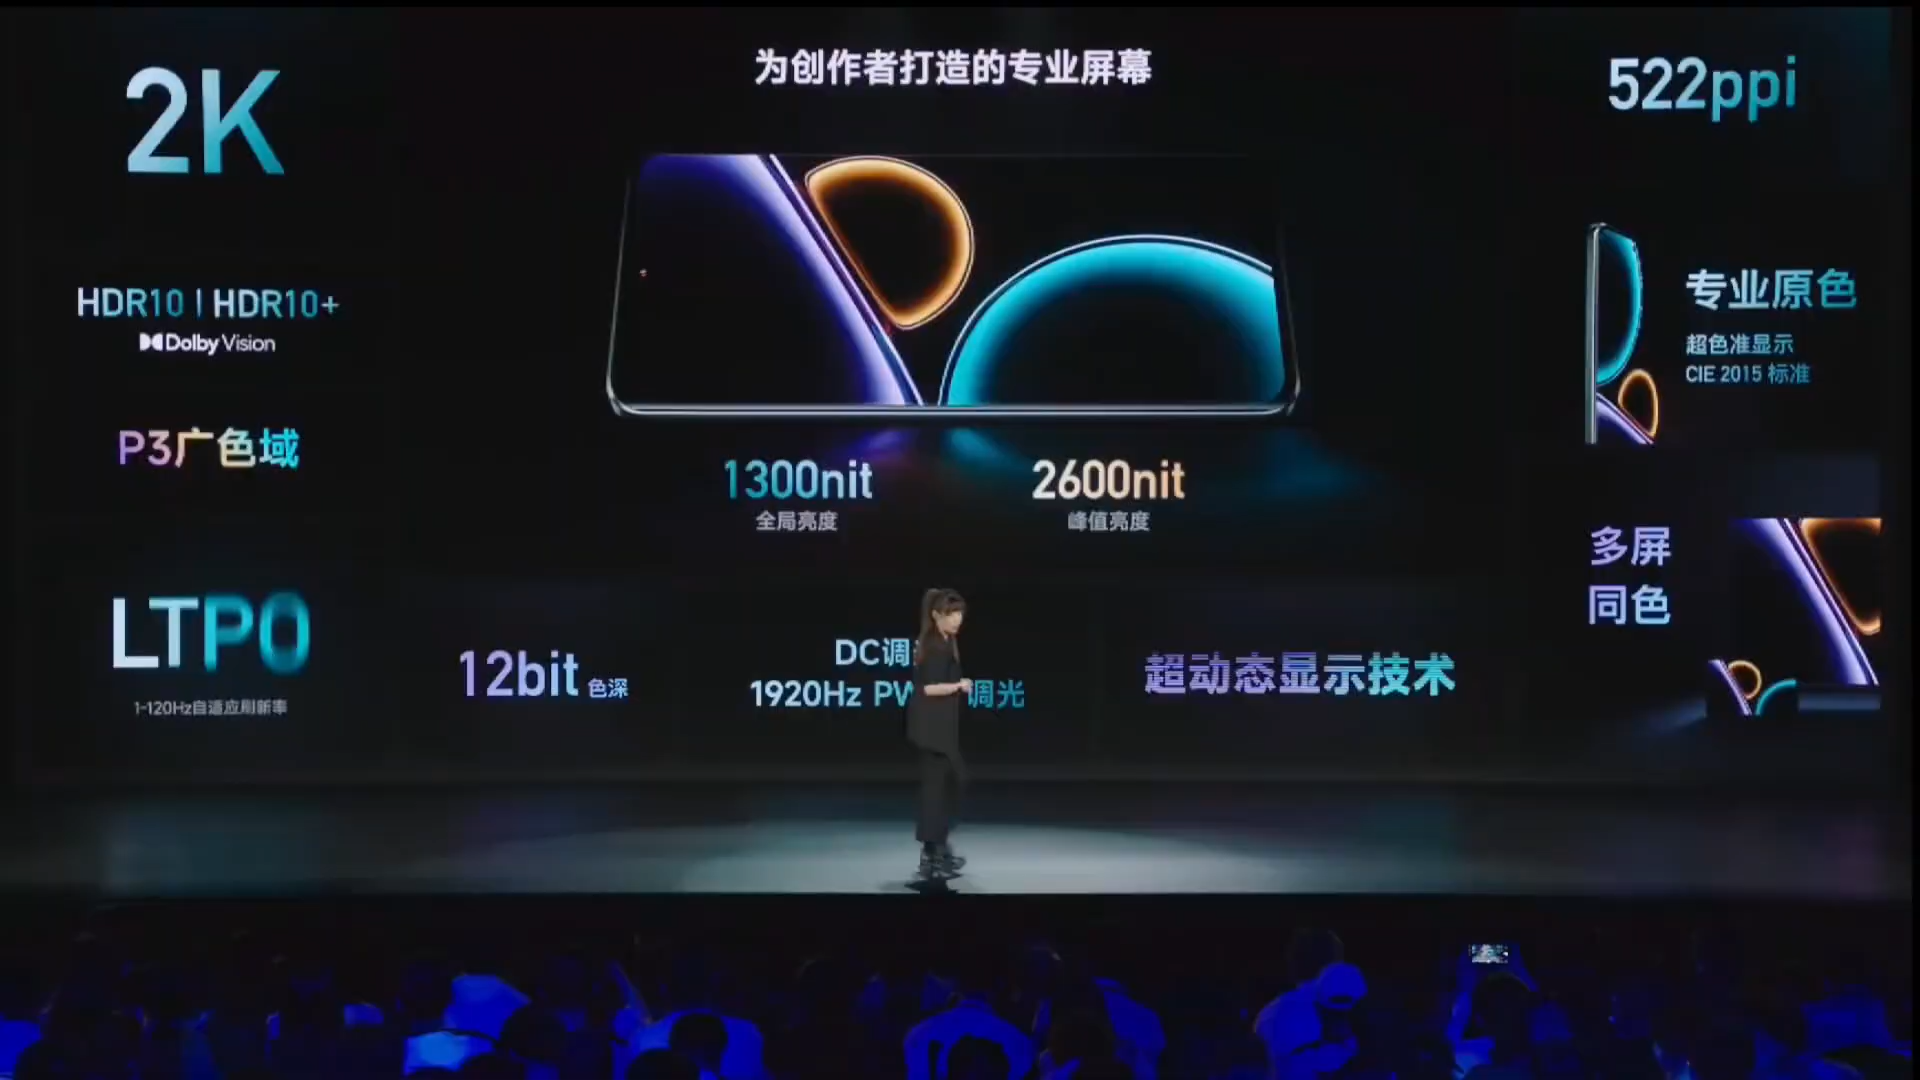 2K
为创作者打造的专业屏幕
522ppi
HDR10 | HDR10+
Dolby Vision
专业原色
超色准显示
CIE 2015 标准
P3广色域
1300nit
全局亮度
2600nit
峰值亮度
多屏
同色
LTPO
1-120Hz自适应刷新率
12bit 色深
DC调
1920Hz 调光
超动态显示技术